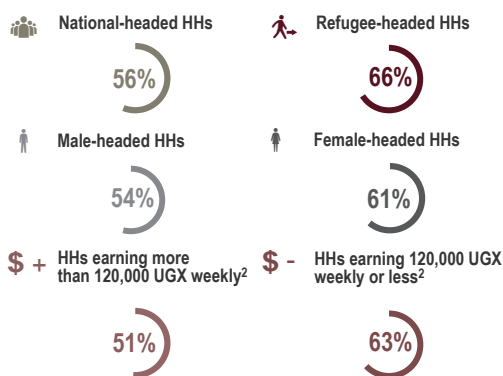 National-headed HHs
Refugee-headed HHs
56%
66%
Male-headed HHs
Female-headed HHs
54%
61%
$ +
HHs earning more
than 120,000 UGX weekly²
$ -
HHs earning 120,000 UGX
weekly or less²
51%
63%